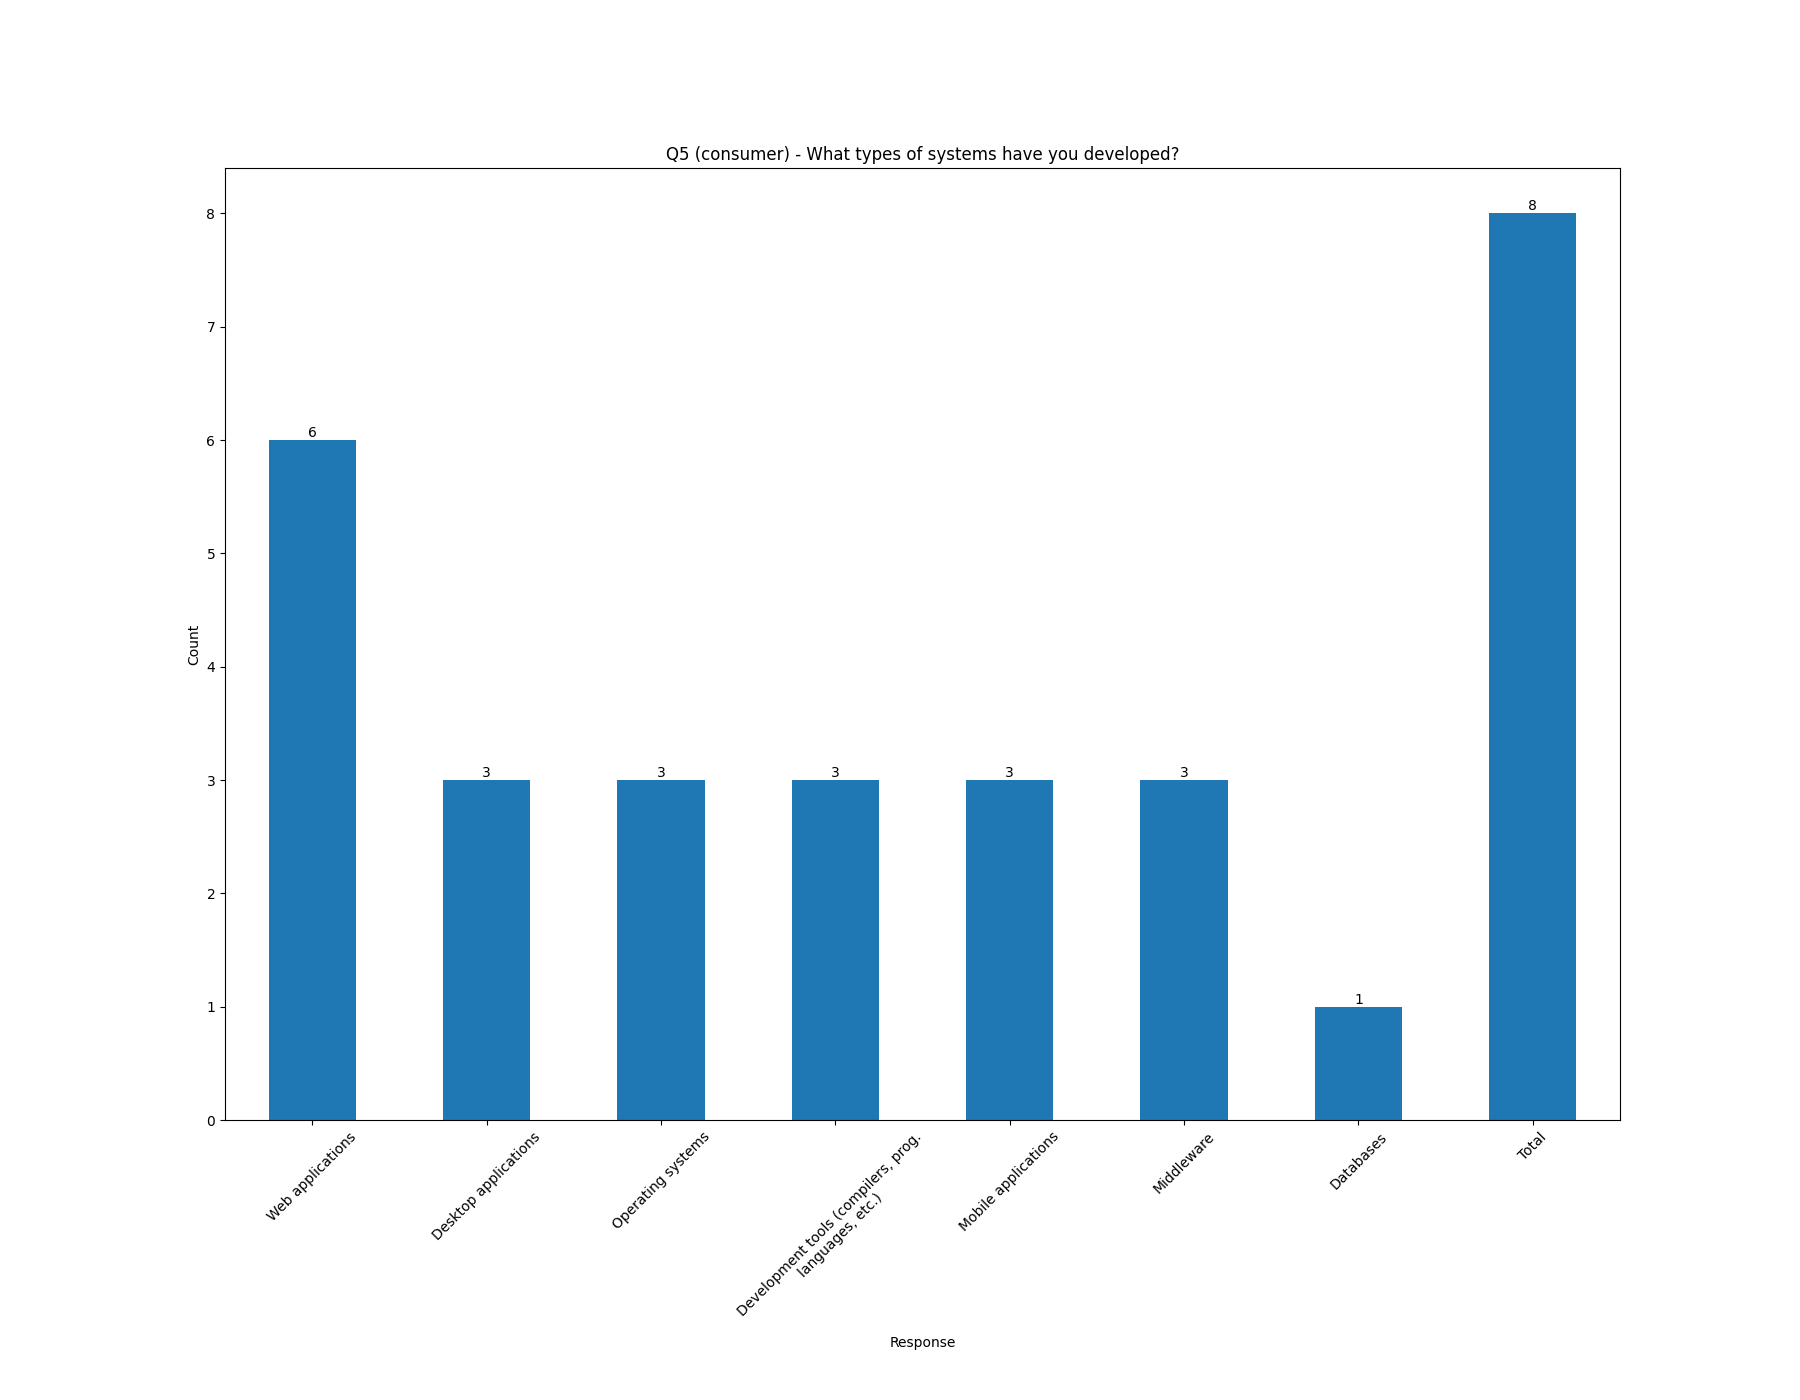 Q5 (consumer) - What types of systems have you developed?
Count
8
7
6
5
4
3
2
1
0
6
3
3
3
3
3
1
8
Web applications
Desktop applications
Operating systems
Development tools (compilers, prog.
languages, etc.)
Mobile applications
Middleware
Databases
Total
Response